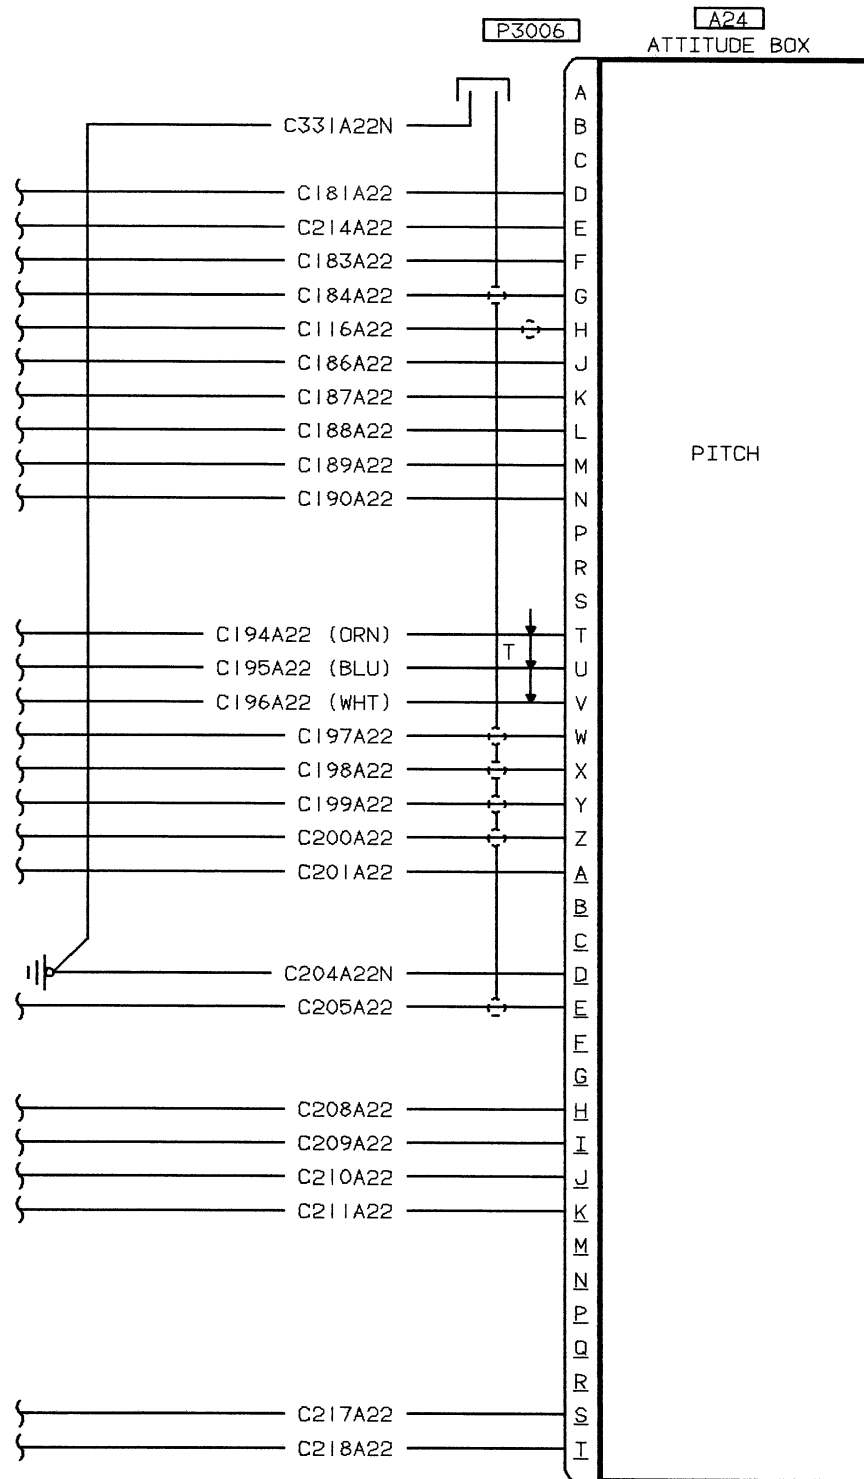 P3006 A24
ATTITUDE BOX
A
C331A22N B
C
C181A22 D
C214A22 E
C183A22 F
C184A22 G
C116A22 H
C186A22 J
C187A22 K
C188A22 L
C189A22 M
PITCH
C190A22 N
P
R
S
C194A22 (ORN) T
T
C195A22 (BLU) U
C196A22 (WHT) V
C197A22 W
C198A22 X
C199A22 Y
C200A22 Z
C201A22 A
B
C
C204A22N D
C205A22 E
F
G
C208A22 H
C209A22 I
C210A22 J
C211A22 K
M
N
P
Q
R
C217A22 S
C218A22 T